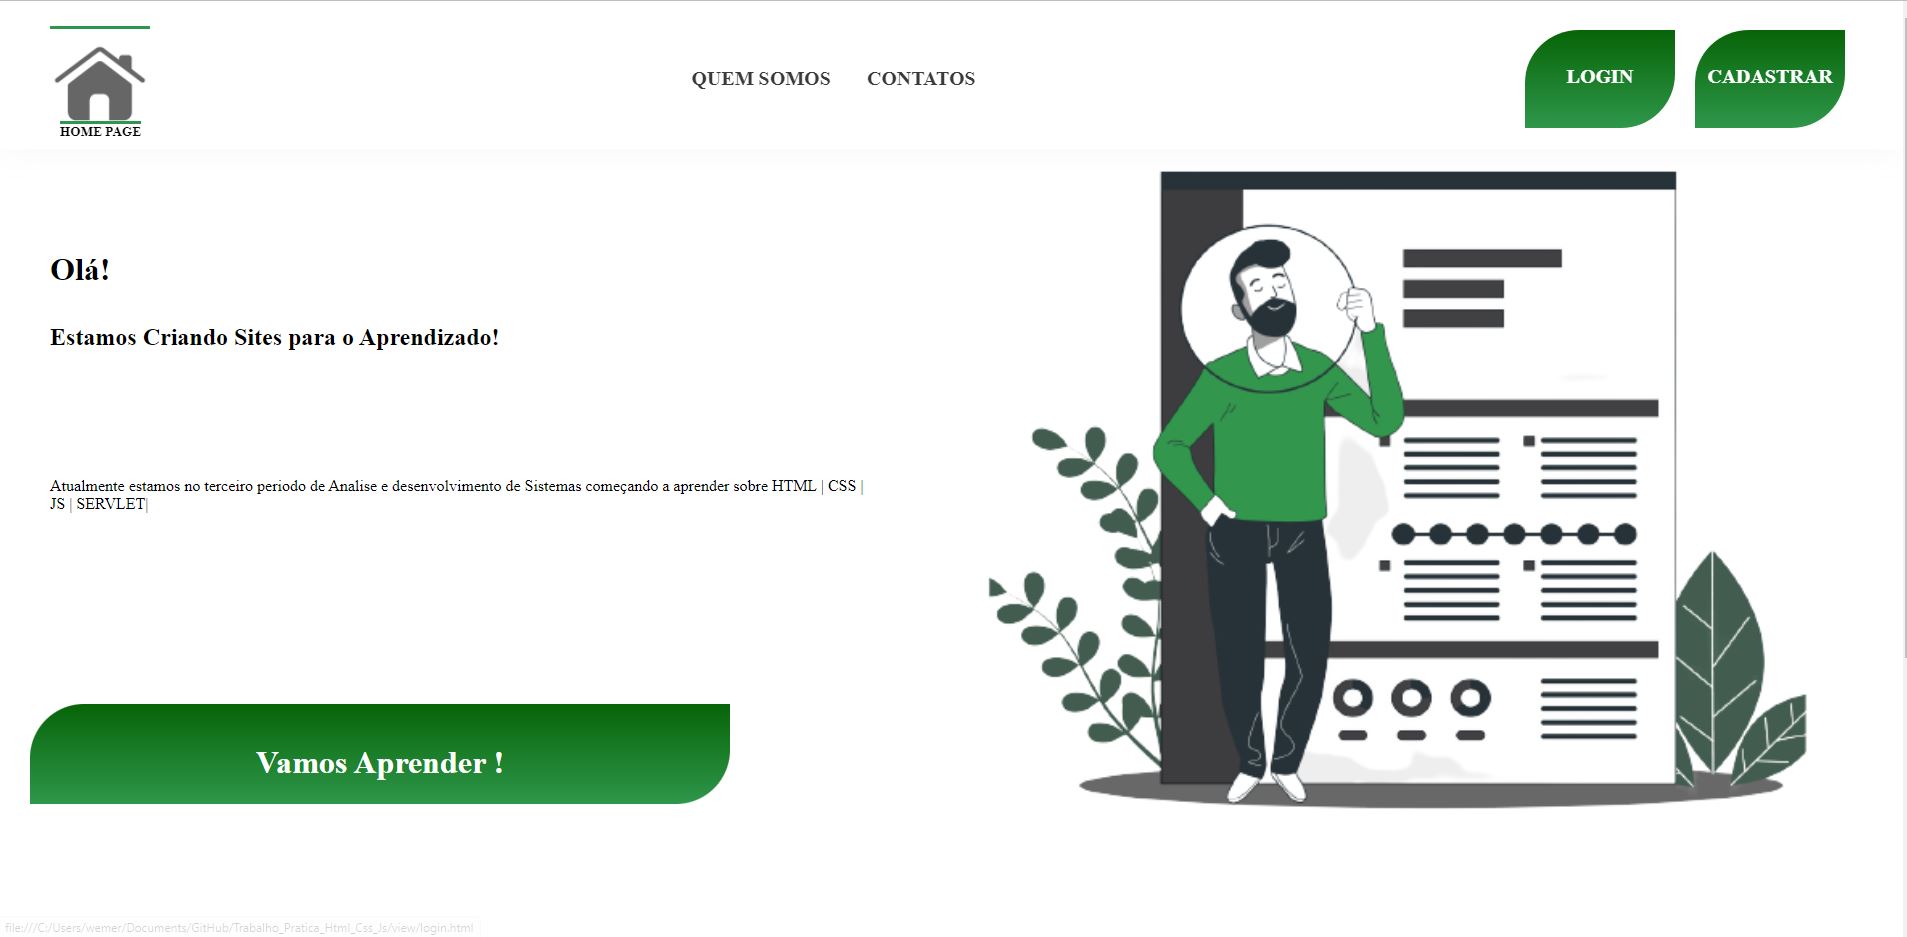 HOME PAGE
QUEM SOMOS
CONTATOS
LOGIN
CADASTRAR
Olá!
Estamos Criando Sites para o Aprendizado!
Atualmente estamos no terceiro periodo de Analise e desenvolvimento de Sistemas começando a aprender sobre HTML | CSS |
JS | SERVLET|
Vamos Aprender !
file:///C:/Users/wemer/Documents/GitHub/Trabalho_Pratica_Html_Css_Js/view/login.html